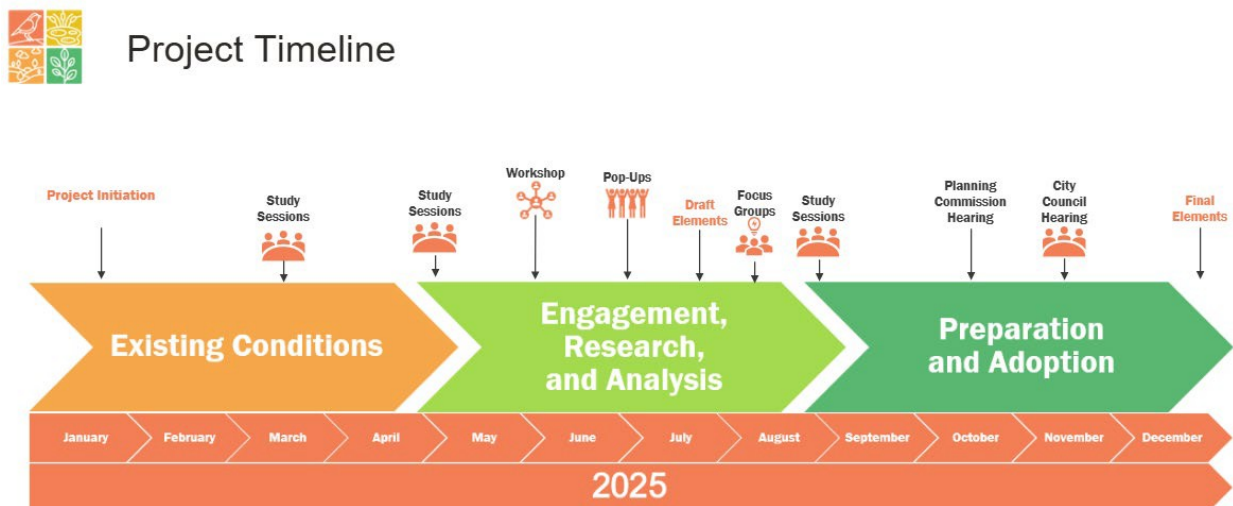 Project Timeline
Project Initiation
Study
Sessions
Study
Sessions
Workshop
Pop-Ups
Draft
Elements
Focus
Groups
Study
Sessions
Planning
Commission
Hearing
City
Council
Hearing
Final
Elements
Existing Conditions
Engagement,
Research,
and Analysis
Preparation
and Adoption
January
February
March
April
May
June
July
August
September
October
November
December
2025